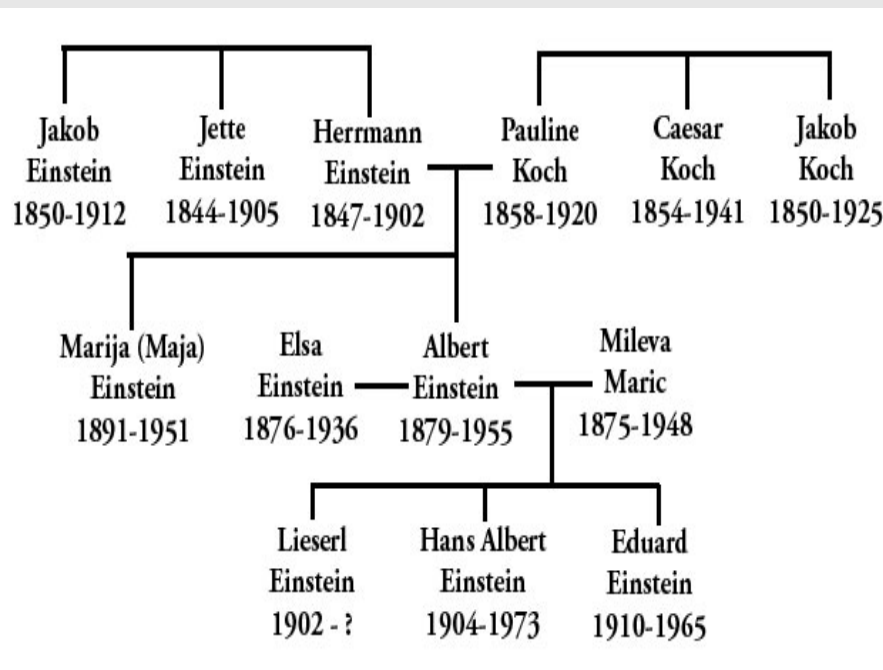 Jakob
Einstein
1850-1912
Jette
Einstein
1844-1905
Herrmann
Einstein
1847-1902
Pauline
Koch
1858-1920
Caesar
Koch
1854-1941
Jakob
Koch
1850-1925
Marija (Maja)
Einstein
1891-1951
Elsa
Einstein
1876-1936
Albert
Einstein
1879-1955
Mileva
Maric
1875-1948
Lieserl
Einstein
1902 - ?
Hans Albert
Einstein
1904-1973
Eduard
Einstein
1910-1965